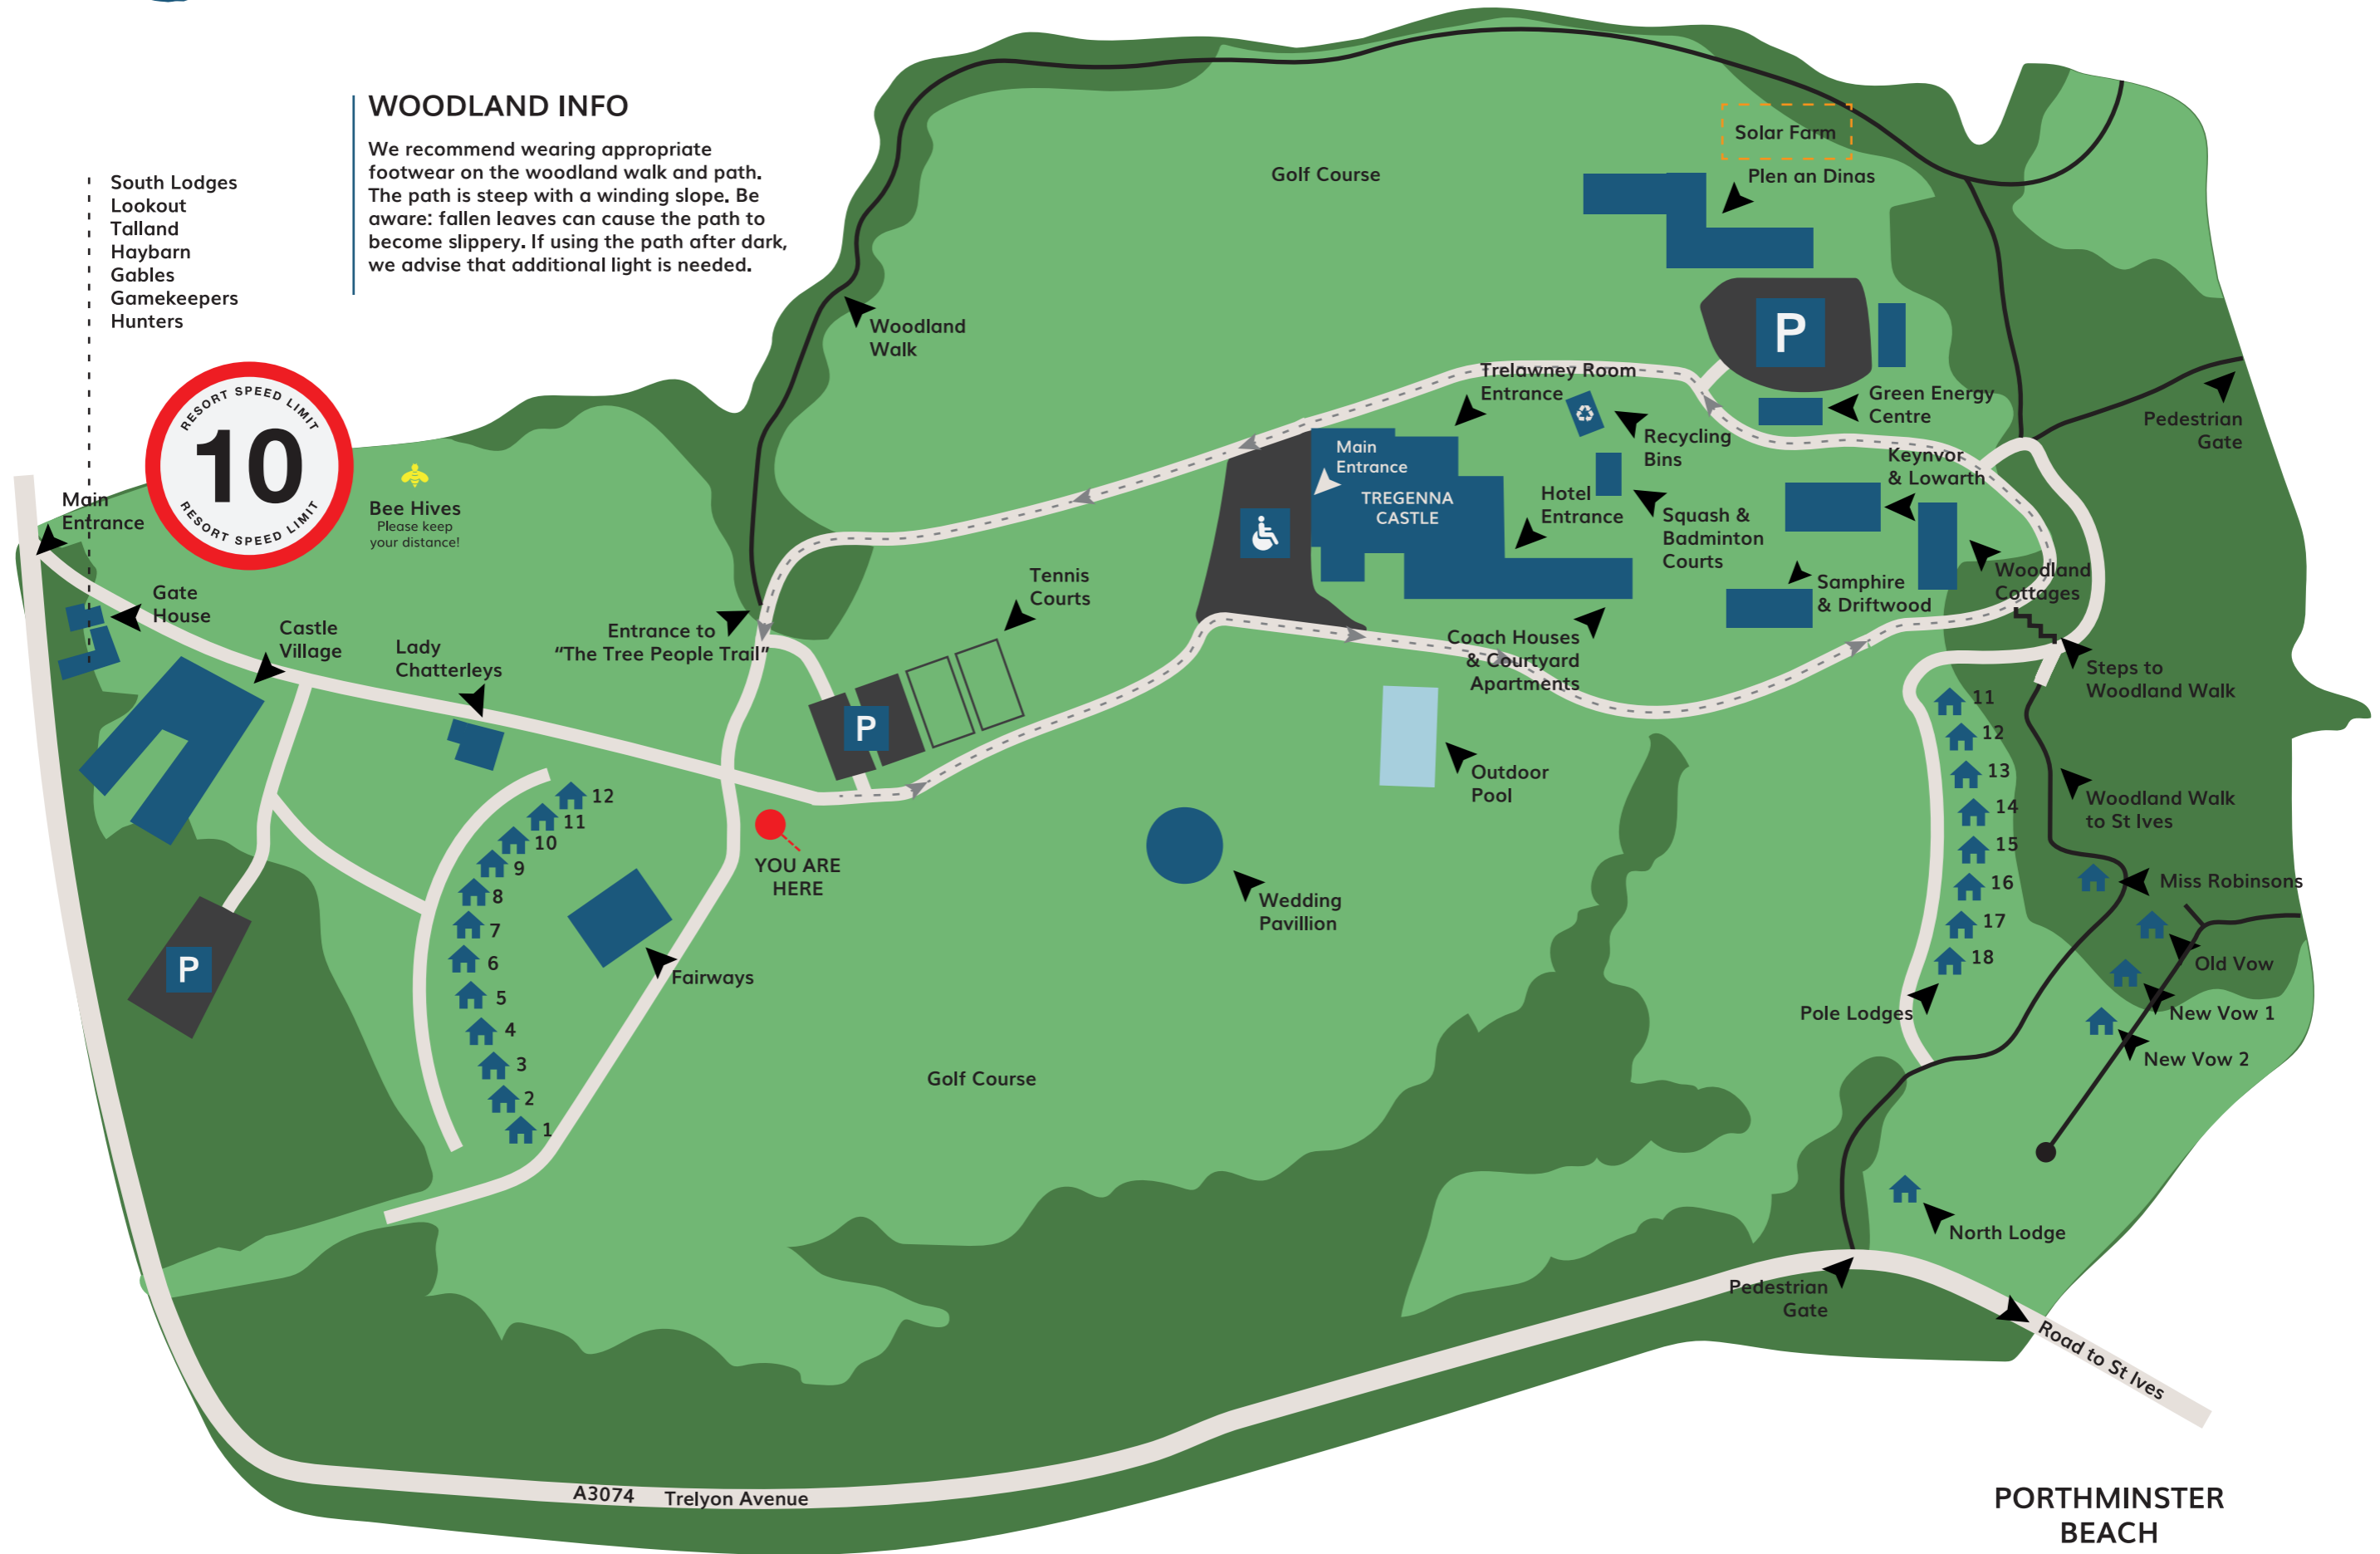 WOODLAND INFO
We recommend wearing appropriate
footwear on the woodland walk and path.
The path is steep with a winding slope. Be
aware: fallen leaves can cause the path to
become slippery. If using the path after dark,
we advise that additional light is needed.
South Lodges
Lookout
Talland
Haybarn
Gables
Gamekeepers
Hunters
RESORT SPEED LIMIT
10
RESORT SPEED LIMIT
Bee Hives
Please keep
your distance!
Main
Entrance
Gate
House
Castle
Village
Lady
Chatterleys
Woodland
Walk
Golf Course
Solar Farm
Plen an Dinas
P
Green Energy
Centre
Pedestrian
Gate
Trelawney Room
Entrance
Recycling
Bins
Main
Entrance
TREGENNA
CASTLE
Hotel
Entrance
Squash &
Badminton
Courts
Keynvor
& Lowarth
Woodland
Cottages
Samphire
& Driftwood
Coach Houses
& Courtyard
Apartments
Steps to
Woodland Walk
Tennis
Courts
Entrance to
“The Tree People Trail”
P
Outdoor
Pool
YOU ARE
HERE
Wedding
Pavillion
Fairways
P
12
11
10
9
8
7
6
5
4
3
2
1
Golf Course
11
12
13
14
15
16
17
18
Pole Lodges
Woodland Walk
to St Ives
Miss Robinsons
Old Vow
New Vow 1
New Vow 2
North Lodge
Pedestrian
Gate
Road to St Ives
A3074 Trelyon Avenue
PORTHMINSTER
BEACH